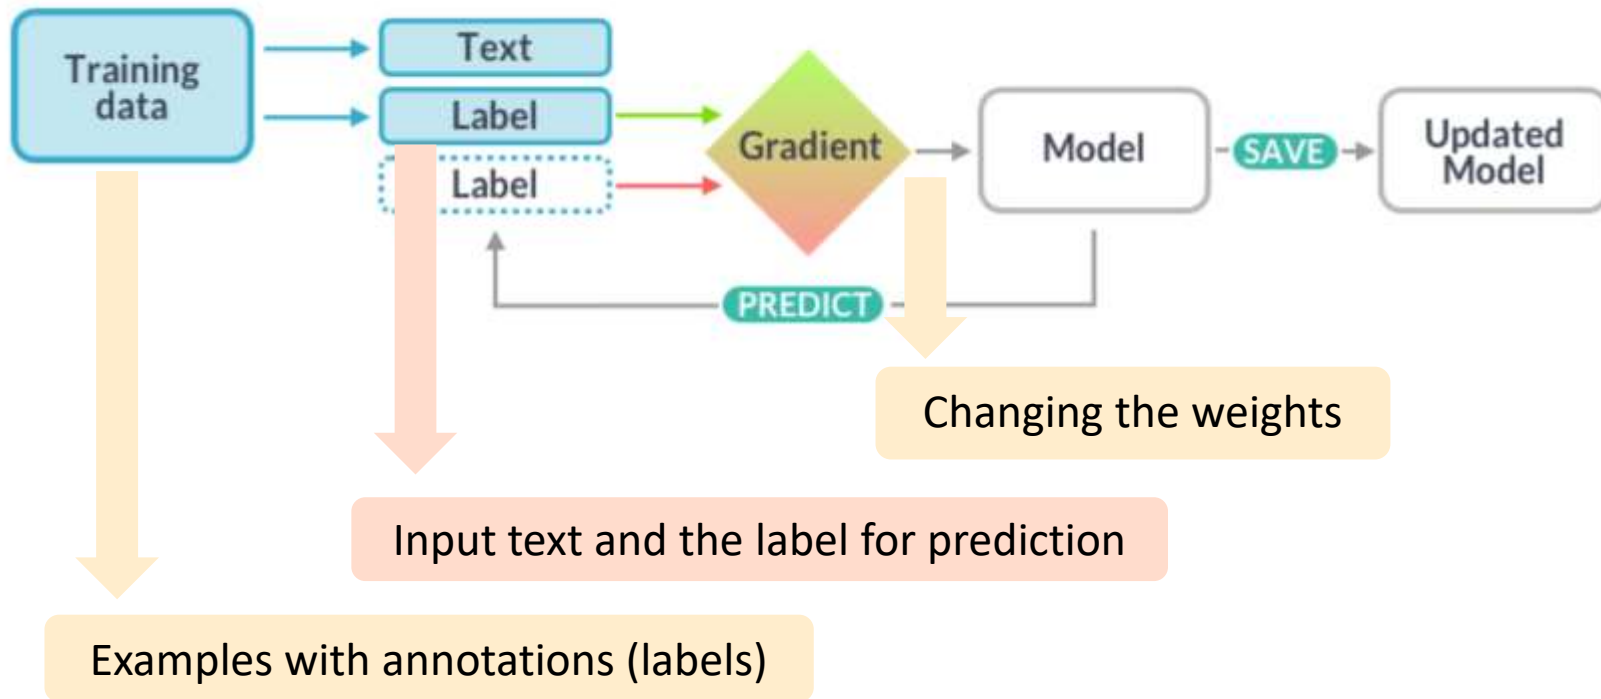 Training
data
Text
Label
Label
Gradient
Model
SAVE
Updated
Model
PREDICT
Changing the weights
Input text and the label for prediction
Examples with annotations (labels)